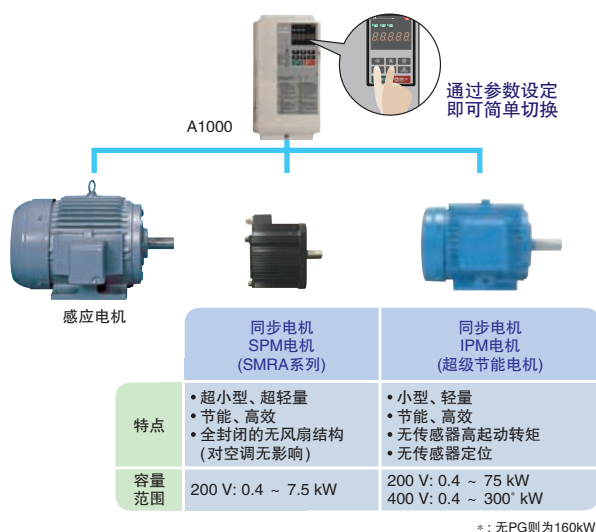 通过参数设定
即可简单切换
A1000
感应电机
同步电机
SPM电机
(SMRA系列)
同步电机
IPM电机
(超级节能电机)
特点
• 超小型、超轻量
• 节能、高效
• 全封闭的无风扇结构
(对空调无影响)
• 小型、轻量
• 节能、高效
• 无传感器高起动转矩
• 无传感器定位
容量
范围
200 V: 0.4 ~ 7.5 kW
200 V: 0.4 ~ 75 kW
400 V: 0.4 ~ 300* kW
* : 无PG则为160kW